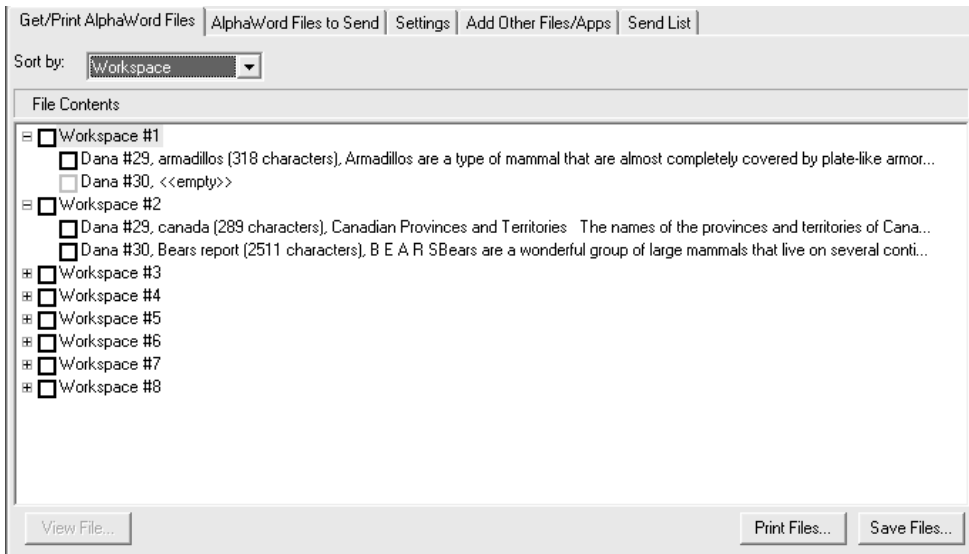 Get/Print AlphaWord Files AlphaWord Files to Send Settings Add Other Files/Apps Send List
Sort by: Workspace
File Contents
Workspace #1
Dana #29, armadillos (318 characters), Armadillos are a type of mammal that are almost completely covered by plate-like armor...
Dana #30, <<empty>>
Workspace #2
Dana #29, canada (289 characters), Canadian Provinces and Territories   The names of the provinces and territories of Cana...
Dana #30, Bears report (2511 characters), B E A R SBears are a wonderful group of large mammals that live on several conti...
Workspace #3
Workspace #4
Workspace #5
Workspace #6
Workspace #7
Workspace #8
View File... Print Files... Save Files...